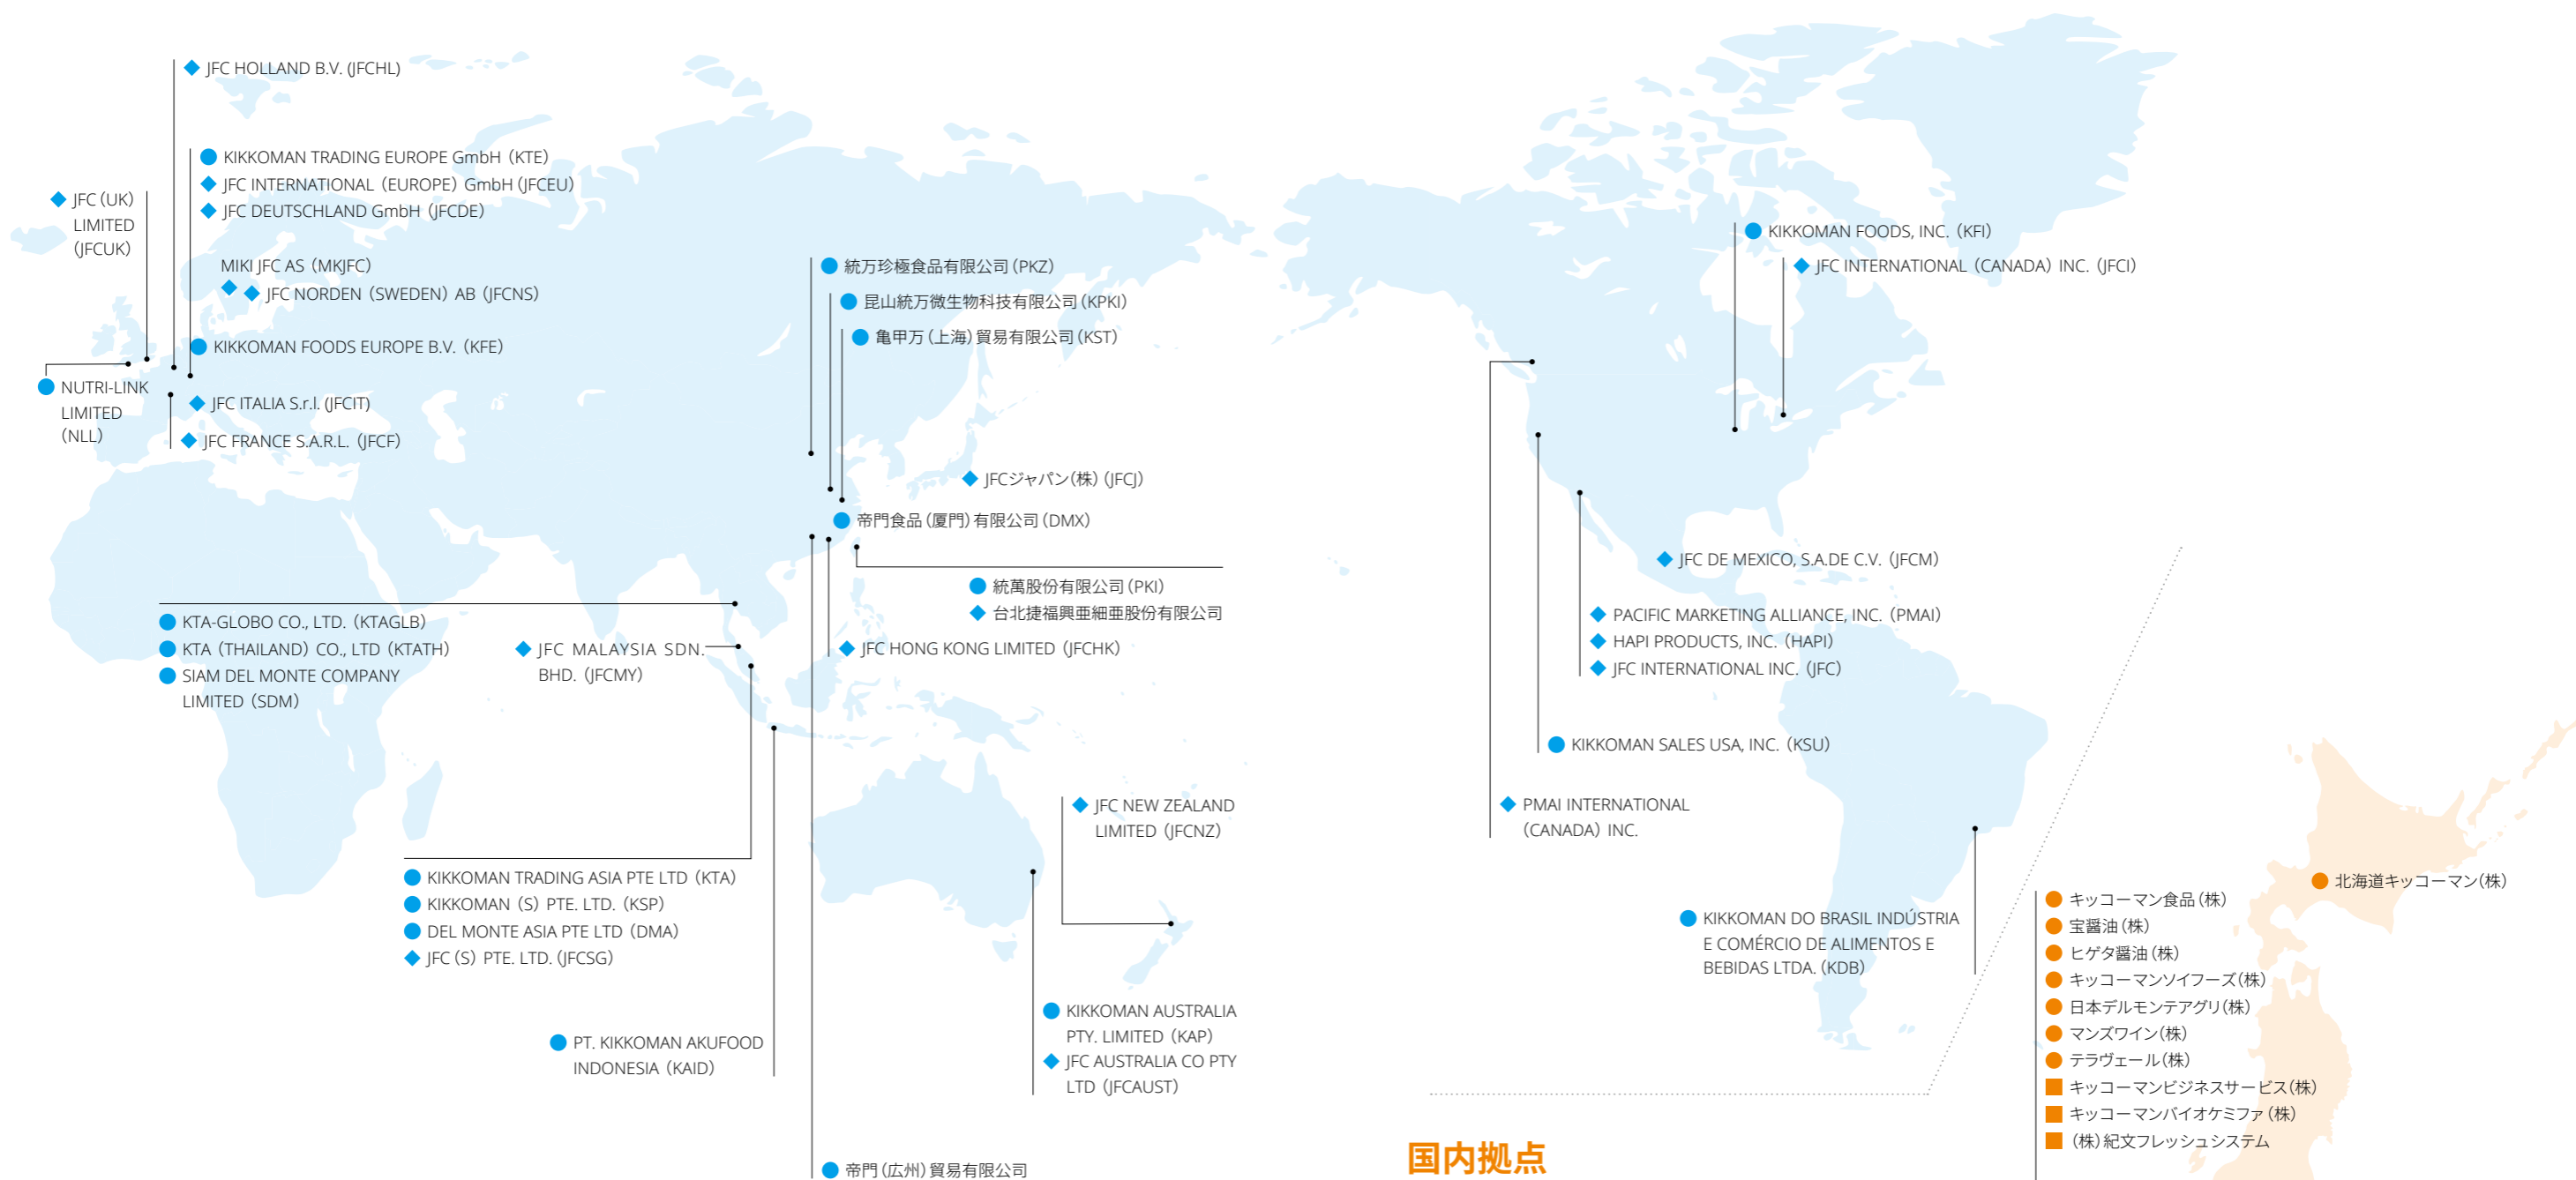 JFC HOLLAND B.V. (JFCHL)
KIKKOMAN TRADING EUROPE GmbH（KTE）
JFC INTERNATIONAL（EUROPE）GmbH（JFCEU）
JFC DEUTSCHLAND GmbH（JFCDE）
JFC（UK）
LIMITED
（JFCUK）
MIKI JFC AS（MKJFC）
JFC NORDEN（SWEDEN）AB（JFCNS）
KIKKOMAN FOODS EUROPE B.V.（KFE）
NUTRI-LINK
LIMITED
（NLL）
JFC ITALIA S.r.l. (JFCIT)
JFC FRANCE S.A.R.L.（JFCF）
統万珍極食品有限公司（PKZ）
昆山統万微生物科技有限公司（KPKI）
亀甲万（上海）貿易有限公司（KST）
JFCジャパン（株）（JFCJ）
帝門食品（厦門）有限公司（DMX）
統萬股份有限公司（PKI）
台北捷福興亜細亜股份有限公司
JFC HONG KONG LIMITED（JFCHK）
KTA-GLOBO CO., LTD.（KTAGLB）
KTA（THAILAND）CO., LTD（KTATH）
SIAM DEL MONTE COMPANY
LIMITED（SDM）
JFC MALAYSIA SDN.
BHD.（JFCMY）
KIKKOMAN TRADING ASIA PTE LTD（KTA）
KIKKOMAN（S）PTE. LTD.（KSP）
DEL MONTE ASIA PTE LTD（DMA）
JFC（S）PTE. LTD.（JFCSG）
PT. KIKKOMAN AKUFOOD
INDONESIA（KAID）
帝門（広州）貿易有限公司
JFC NEW ZEALAND
LIMITED（JFCNZ）
KIKKOMAN AUSTRALIA
PTY. LIMITED（KAP）
JFC AUSTRALIA CO PTY
LTD（JFCAUST）
KIKKOMAN FOODS, INC.（KFI）
JFC INTERNATIONAL（CANADA）INC.（JFCI）
JFC DE MEXICO, S.A.DE C.V.（JFCM）
PACIFIC MARKETING ALLIANCE, INC.（PMAI）
HAPI PRODUCTS, INC.（HAPI）
JFC INTERNATIONAL INC.（JFC）
KIKKOMAN SALES USA, INC.（KSU）
PMAI INTERNATIONAL
（CANADA）INC.
KIKKOMAN DO BRASIL INDÚSTRIA
E COMÉRCIO DE ALIMENTOS E
BEBIDAS LTDA.（KDB）
国内拠点
北海道キッコーマン（株）
キッコーマン食品（株）
宝醤油（株）
ヒゲタ醤油（株）
キッコーマンソイフーズ（株）
日本デルモンテアグリ（株）
マンズワイン（株）
テラヴェール（株）
キッコーマンビジネスサービス（株）
キッコーマンバイオケミファ（株）
（株）紀文フレッシュシステム